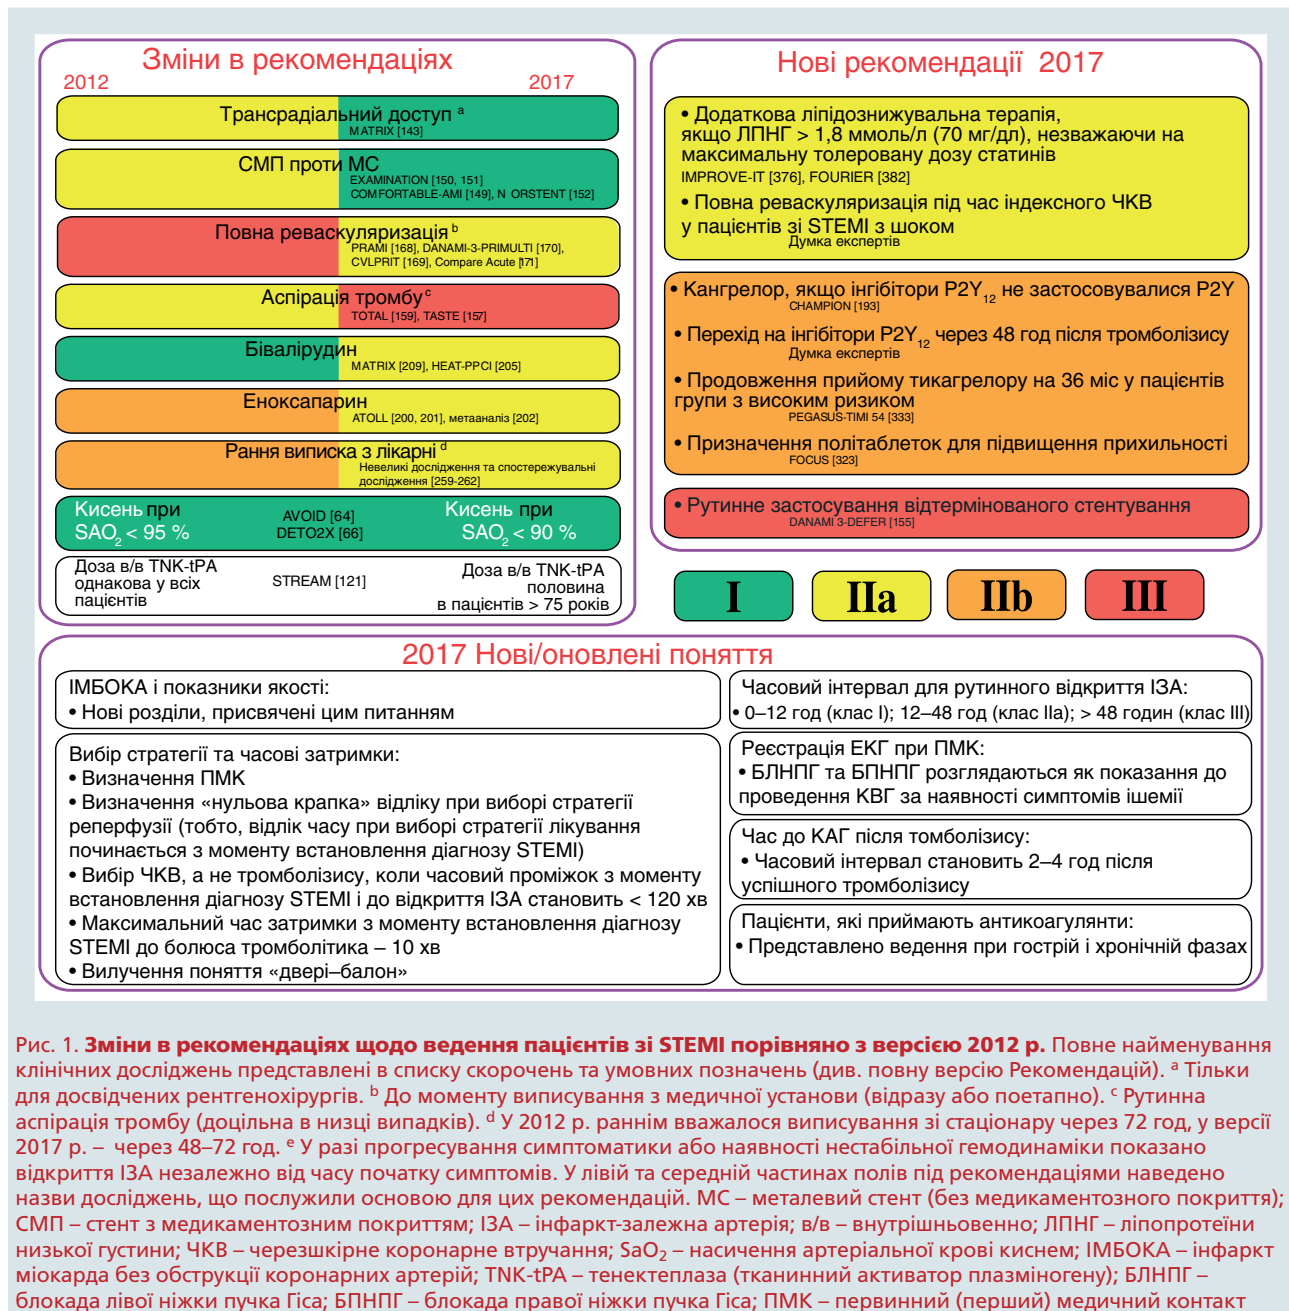 Зміни в рекомендаціях
2012
2017
Трансрадіальний доступ a
MATRIX [143]
СМП проти МС
EXAMINATION [150, 151]
COMFORTABLE-AMI [149], N ORSTENT [152]
Повна реваскуляризація b
PRAMI [168], DANAMI-3-PRIMULTI [170],
CVLPRIT [169], Compare Acute [171]
Аспірація тромбу c
TOTAL [159], TASTE [157]
Бівалірудин
MATRIX [209], HEAT-PPCI [205]
Еноксапарин
ATOLL [200, 201], метааналіз [202]
Рання виписка з лікарні d
Невеликі дослідження та спостережувальні
дослідження [259-262]
Кисень при
SAO2 < 95 %
AVOID [64]
DETO2X [66]
Кисень при
SAO2 < 90 %
Доза в/в TNK-tPA
однакова у всіх
пацієнтів
STREAM [121]
Доза в/в TNK-tPA
половина
в пацієнтів > 75 років
Нові рекомендації 2017
• Додаткова ліпідознижувальна терапія,
якщо ЛПНГ > 1,8 ммоль/л (70 мг/дл), незважаючи на
максимальну толеровану дозу статинів
IMPROVE-IT [376], FOURIER [382]
• Повна реваскуляризація під час індексного ЧКВ
у пацієнтів зі STEMI з шоком
Думка експертів
• Кангрелор, якщо інгібітори P2Y12 не застосовувалися P2Y
CHAMPION [193]
• Перехід на інгібітори P2Y12 через 48 год після тромболізису
Думка експертів
• Продовження прийому тикагрелору на 36 міс у пацієнтів
групи з високим ризиком
PEGASUS-TIMI 54 [333]
• Призначення політаблеток для підвищення прихильності
FOCUS [323]
• Рутинне застосування відтермінованого стентування
DANAMI 3-DEFER [155]
I
IIa
IIb
III
2017 Нові/оновлені поняття
ІМБОКА і показники якості:
• Нові розділи, присвячені цим питанням
Вибір стратегії та часові затримки:
• Визначення ПМК
• Визначення «нульова крапка» відліку при виборі стратегії
реперфузії (тобто, відлік часу при виборі стратегії лікування
починається з моменту встановлення діагнозу STEMI)
• Вибір ЧКВ, а не тромболізису, коли часовий проміжок з моменту
встановлення діагнозу STEMI і до відкриття ІЗА становить < 120 хв
• Максимальний час затримки з моменту встановлення діагнозу
STEMI до болюса тромболітика – 10 хв
• Вилучення поняття «двері–балон»
Часовий інтервал для рутинного відкриття ІЗА:
• 0–12 год (клас I); 12–48 год (клас IIa); > 48 годин (клас III)
Реєстрація ЕКГ при ПМК:
• БЛНПГ та БПНПГ розглядаються як показання до
проведення КВГ за наявності симптомів ішемії
Час до КАГ після томболізису:
• Часовий інтервал становить 2–4 год після
успішного тромболізису
Пацієнти, які приймають антикоагулянти:
• Представлено ведення при гострій і хронічній фазах
Рис. 1. Зміни в рекомендаціях щодо ведення пацієнтів зі STEMI порівняно з версією 2012 р. Повне найменування
клінічних досліджень представлені в списку скорочень та умовних позначень (див. повну версію Рекомендацій). a Тільки
для досвідчених рентгенохірургів. b До моменту виписування з медичної установи (відразу або поетапно). c Рутинна
аспірація тромбу (доцільна в низці випадків). d У 2012 р. раннім вважалось виписування зі стаціонару через 72 год, у версії
2017 р. – через 48–72 год. e У разі прогресування симптоматики або наявності нестабільної гемодинаміки показано
відкриття ІЗА незалежно від часу початку симптомів. У лівій та середній частинах полів під рекомендаціями наведено
назви досліджень, що послужили основою для цих рекомендацій. МС – металевий стент (без медикаментозного покриття);
СМП – стент з медикаментозним покриттям; ІЗА – інфаркт-залежна артерія; в/в – внутрішньовенно; ЛПНГ – ліпопротеїни
низької густини; ЧКВ – черезшкірне коронарне втручання; SaO2 – насичення артеріальної крові киснем; ІМБОКА – інфаркт
міокарда без обструкції коронарних артерій; TNK-tPA – тенектеплаза (тканинний активатор плазміногену); БЛНПГ –
блокада лівої ніжки пучка Гіса; БПНПГ – блокада правої ніжки пучка Гіса; ПМК – первинний (перший) медичний контакт